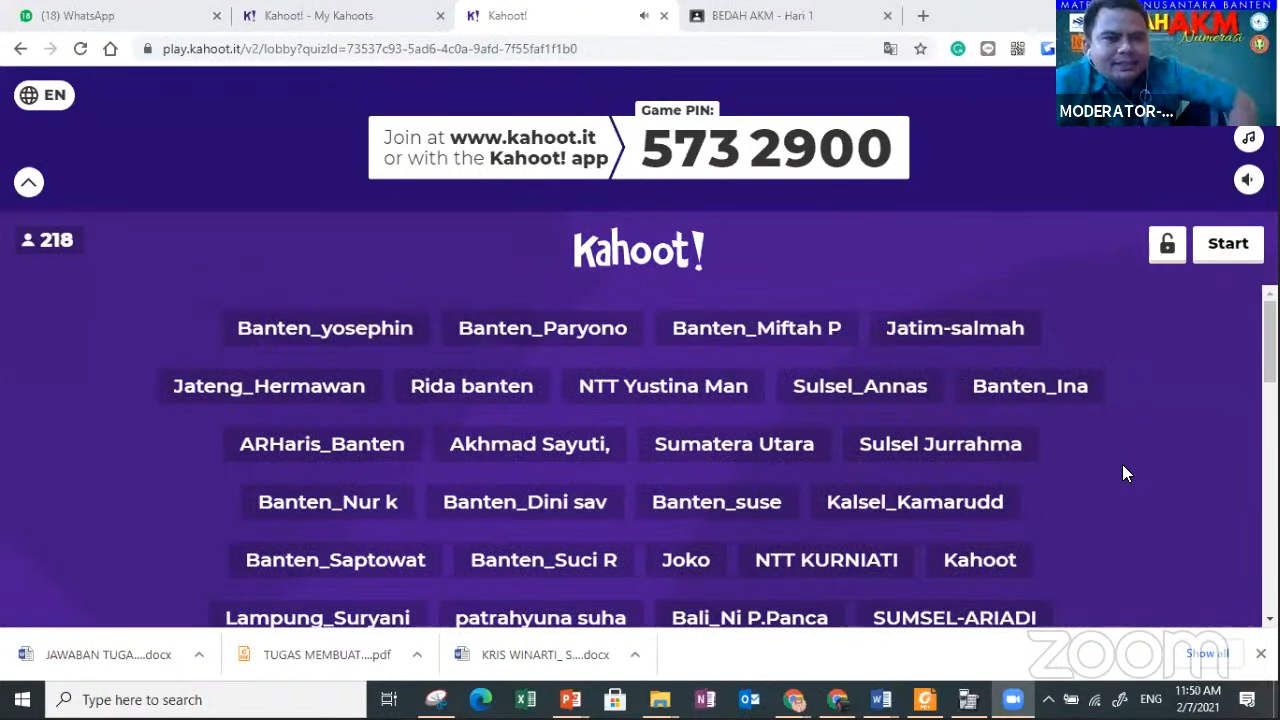 (18) WhatsApp
Kahoot! - My Kahoots
Kahoot!
BEDAH AKM - Hari 1
play.kahoot.it/v2/lobby?quizId=73537c93-5ad6-4c0a-9afd-7f55faf1f1b0
NUSANTARA BANTEN
AKM
Numerasi
MODERATOR-...
EN
Game PIN:
Join at www.kahoot.it
or with the Kahoot! app
573 2900
218
Kahoot!
Start
Banten_yosephin Banten_Paryono Banten_Miftah P Jatim-salmah
Jateng_Hermawan Rida banten NTT Yustina Man Sulsel_Annas Banten_Ina
ARHaris_Banten Akhmad Sayuti, Sumatera Utara Sulsel Jurrahma
Banten_Nur k Banten_Dini sav Banten_suse Kalsel_Kamarudd
Banten_Saptowat Banten_Suci R Joko NTT KURNIATI Kahoot
Lampung_Suryani patrahyuna suha Bali_Ni P.Panca SUMSEL-ARIADI
JAWABAN TUGA....docx TUGAS MEMBUAT....pdf KRIS WINARTI_ S....docx Show all
zoom
Type here to search
ENG
11:50 AM
2/7/2021